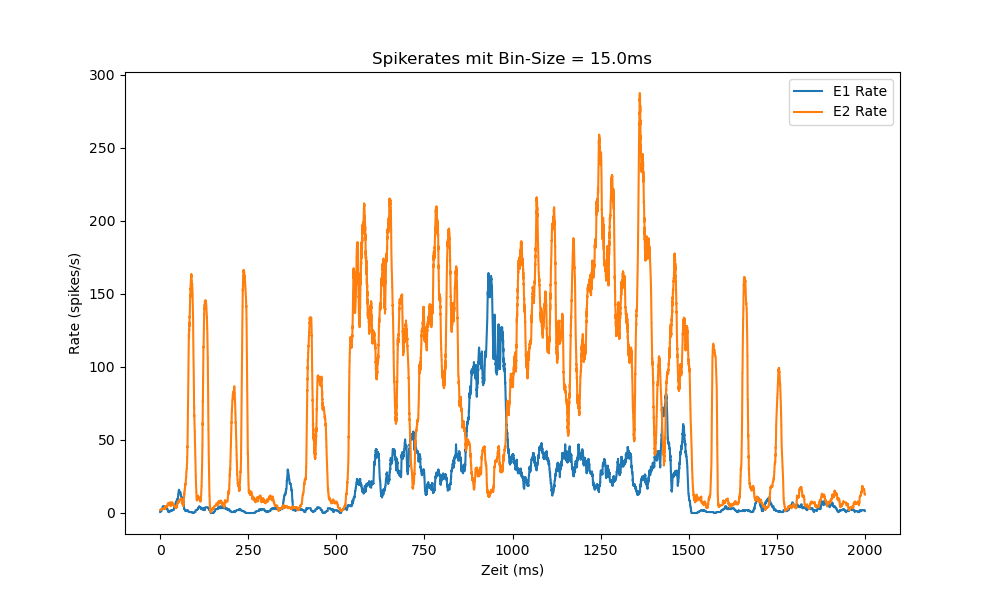 Spikerates mit Bin-Size = 15.0ms
E1 Rate
E2 Rate
300
250
200
150
100
50
0
Rate (spikes/s)
0 250 500 750 1000 1250 1500 1750 2000
Zeit (ms)